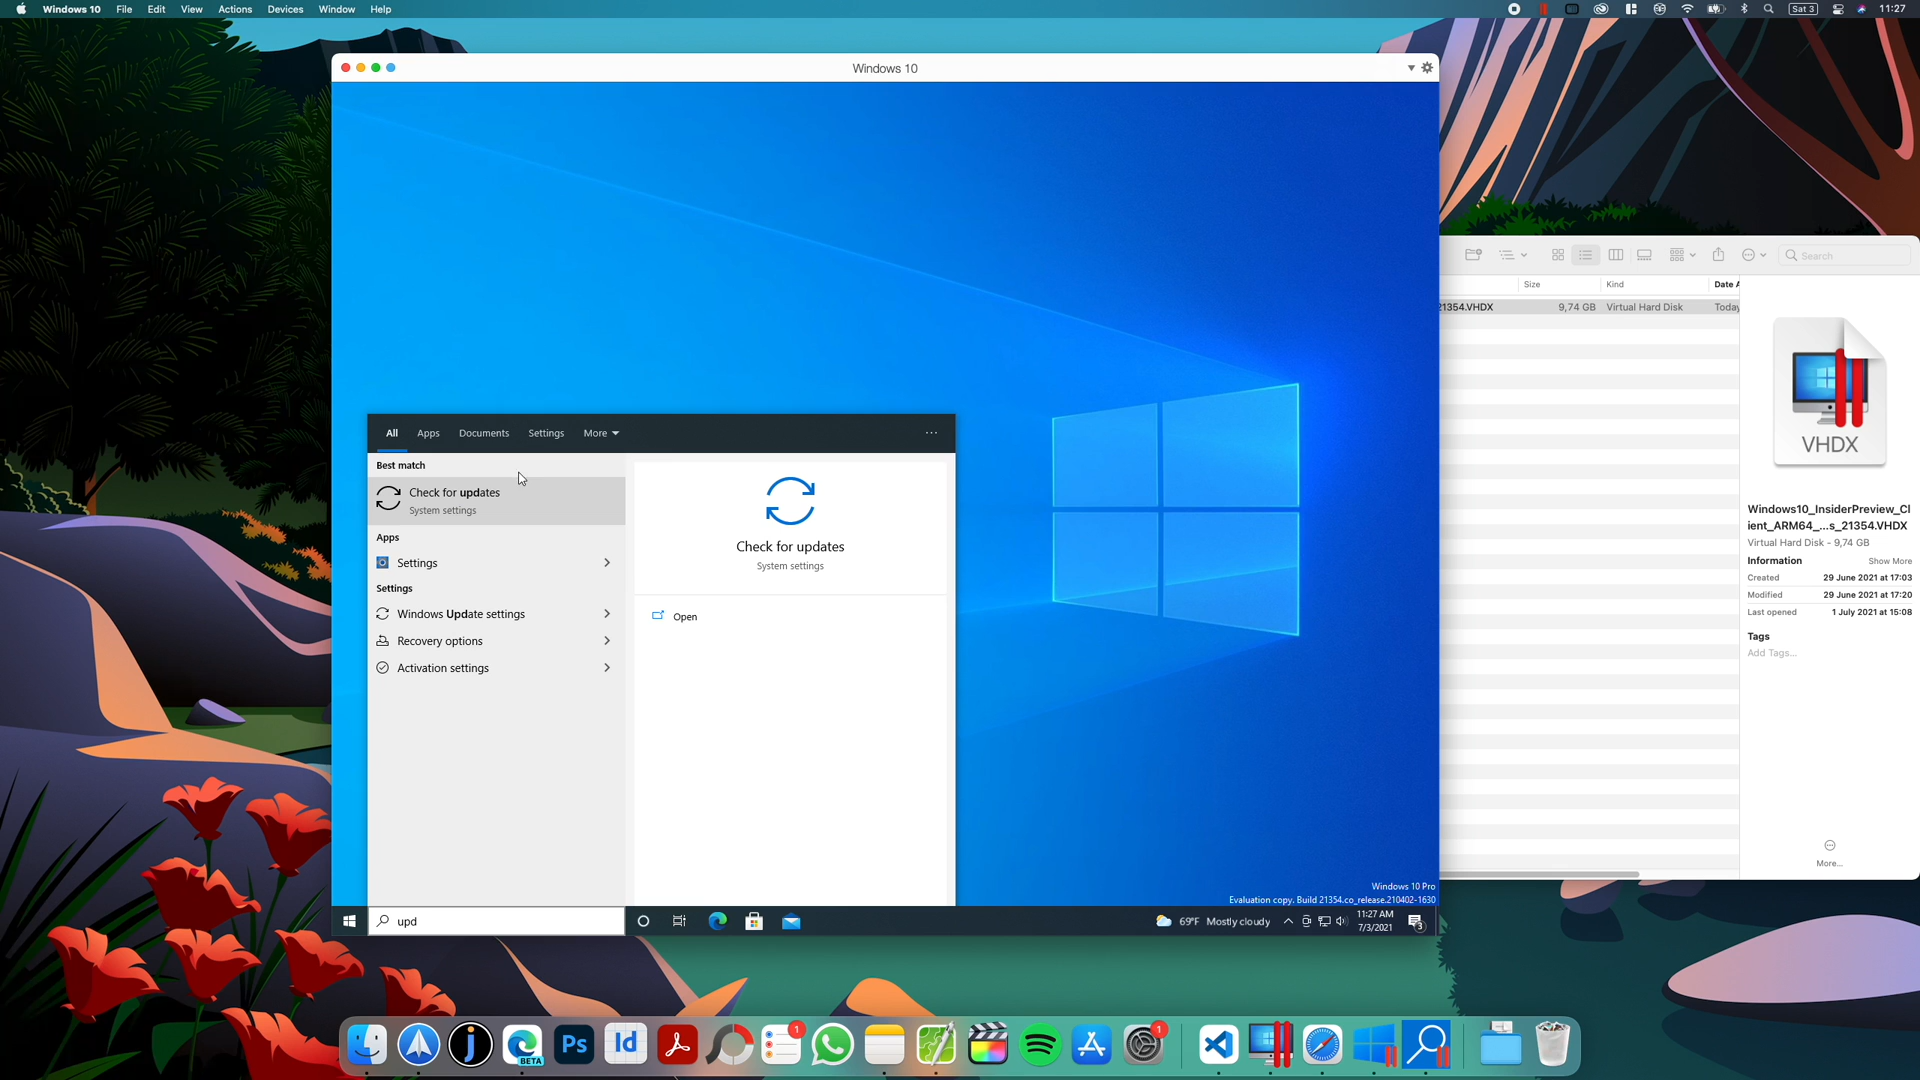 Windows 10 File Edit View Actions Devices Window Help
Sat 3 11:27
Windows 10
All Apps Documents Settings More
Best match
Check for updates
System settings
Apps
Settings
Settings
Windows Update settings
Recovery options
Activation settings
Check for updates
System settings
Open
Windows 10 Pro
Evaluation copy. Build 21354.co_release.210402-1630
upd
69°F Mostly cloudy
11:27 AM
7/3/2021
3
Search
Size Kind Date A
21354.VHDX 9,74 GB Virtual Hard Disk Today
VHDX
Windows10_InsiderPreview_Cl
ient_ARM64_...s_21354.VHDX
Virtual Hard Disk - 9,74 GB
Information Show More
Created 29 June 2021 at 17:03
Modified 29 June 2021 at 17:20
Last opened 1 July 2021 at 15:08
Tags
Add Tags...
More...
j
BETA
Ps
Id
1
1